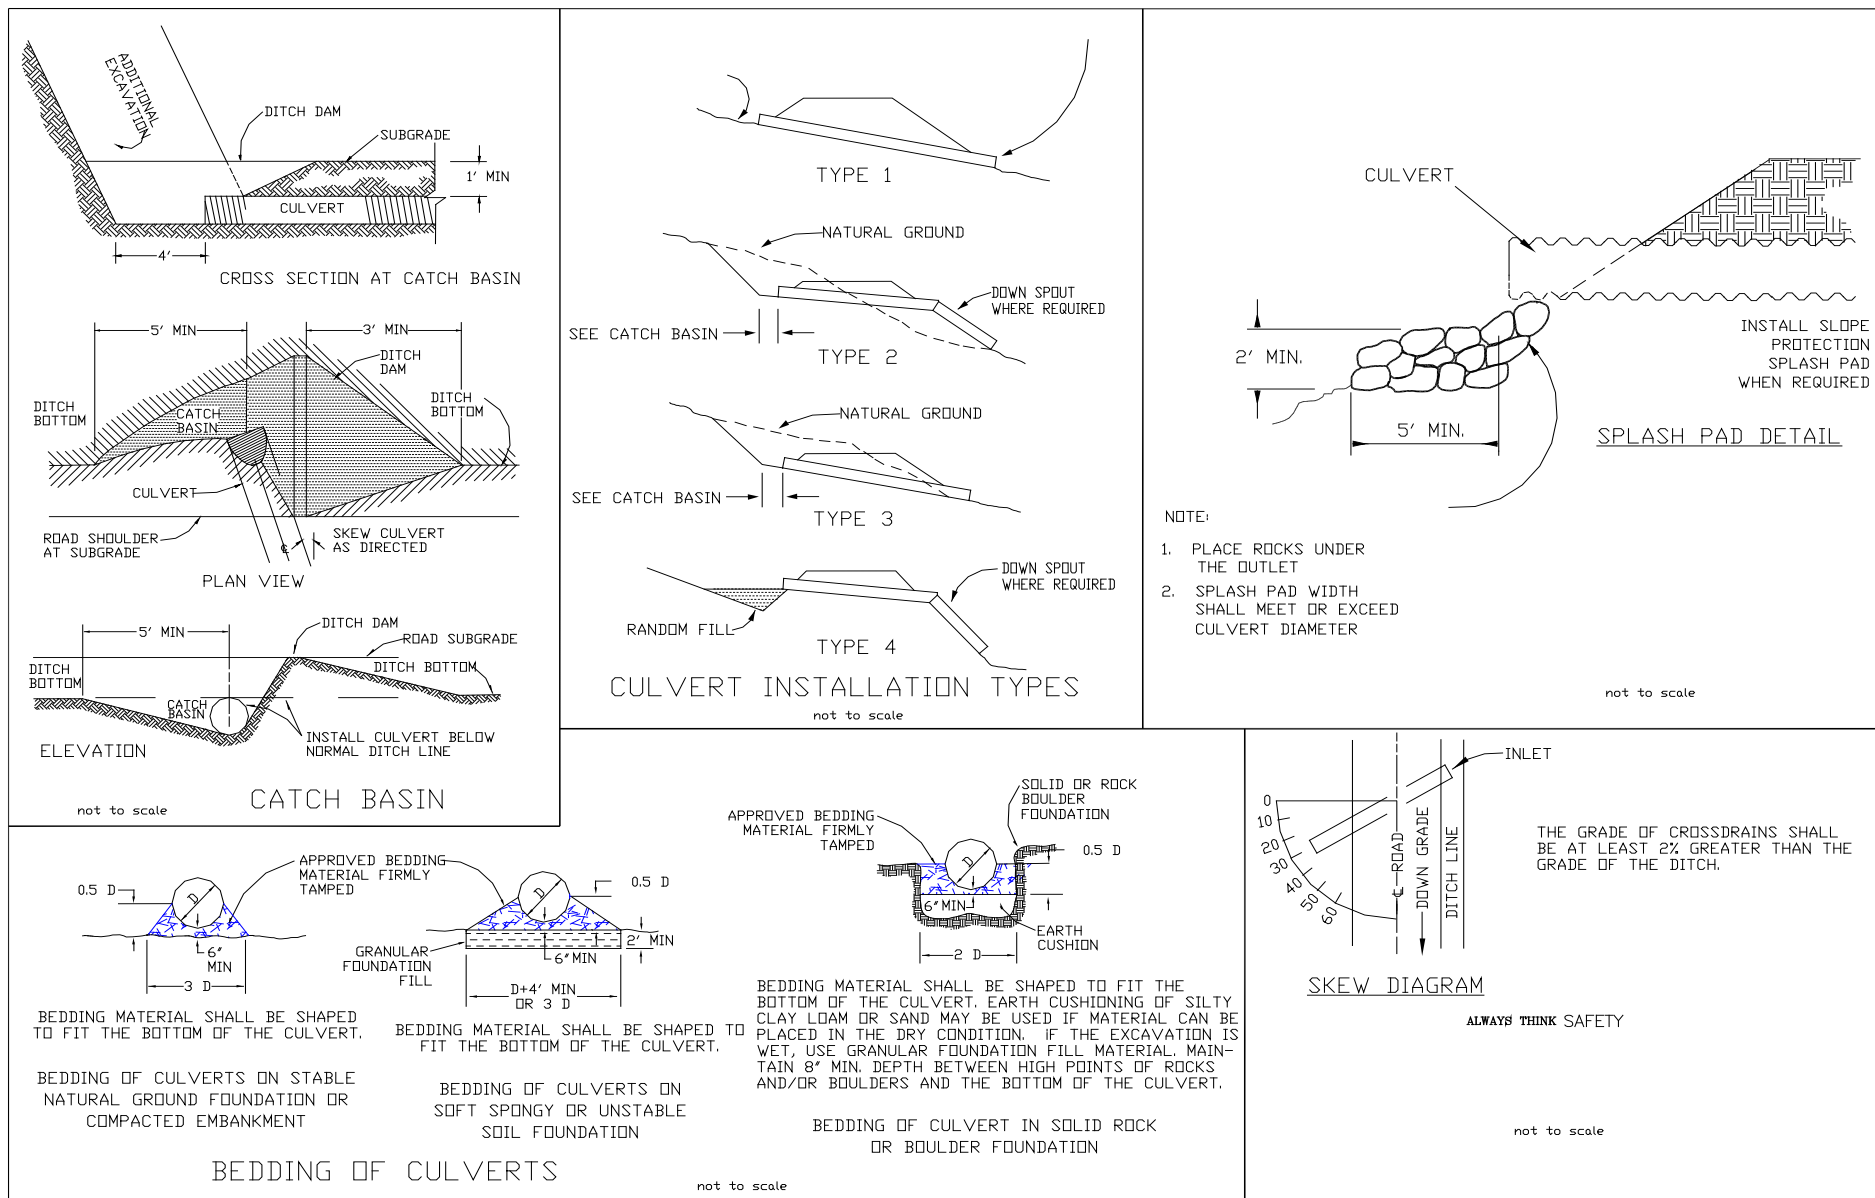 ADDITIONAL
EXCAVATION
DITCH DAM
SUBGRADE
1' MIN
CULVERT
4'
CROSS SECTION AT CATCH BASIN
5' MIN
3' MIN
DITCH
DAM
DITCH
BOTTOM
CATCH
BASIN
DITCH
BOTTOM
CULVERT
ROAD SHOULDER
AT SUBGRADE
℄
SKEW CULVERT
AS DIRECTED
PLAN VIEW
5' MIN
DITCH DAM
ROAD SUBGRADE
DITCH
BOTTOM
DITCH BOTTOM
CATCH
BASIN
INSTALL CULVERT BELOW
NORMAL DITCH LINE
ELEVATION
CATCH BASIN
not to scale
TYPE 1
NATURAL GROUND
DOWN SPOUT
WHERE REQUIRED
SEE CATCH BASIN
TYPE 2
NATURAL GROUND
SEE CATCH BASIN
TYPE 3
DOWN SPOUT
WHERE REQUIRED
RANDOM FILL
TYPE 4
CULVERT INSTALLATION TYPES
not to scale
CULVERT
2' MIN.
5' MIN.
INSTALL SLOPE
PROTECTION
SPLASH PAD
WHEN REQUIRED
SPLASH PAD DETAIL
NOTE:
1. PLACE ROCKS UNDER
THE OUTLET
2. SPLASH PAD WIDTH
SHALL MEET OR EXCEED
CULVERT DIAMETER
not to scale
APPROVED BEDDING
MATERIAL FIRMLY
TAMPED
0.5 D
D
6" MIN
3 D
BEDDING MATERIAL SHALL BE SHAPED
TO FIT THE BOTTOM OF THE CULVERT.
BEDDING OF CULVERTS ON STABLE
NATURAL GROUND FOUNDATION OR
COMPACTED EMBANKMENT
D
0.5 D
2' MIN
6" MIN
GRANULAR
FOUNDATION
FILL
D+4' MIN
OR 3 D
BEDDING MATERIAL SHALL BE SHAPED TO
FIT THE BOTTOM OF THE CULVERT.
BEDDING OF CULVERTS ON
SOFT SPONGY OR UNSTABLE
SOIL FOUNDATION
SOLID OR ROCK
BOULDER
FOUNDATION
APPROVED BEDDING
MATERIAL FIRMLY
TAMPED
D
0.5 D
6" MIN
EARTH
CUSHION
2 D
BEDDING MATERIAL SHALL BE SHAPED TO FIT THE
BOTTOM OF THE CULVERT. EARTH CUSHIONING OF SILTY
CLAY LOAM OR SAND MAY BE USED IF MATERIAL CAN BE
PLACED IN THE DRY CONDITION. iF THE EXCAVATION IS
WET, USE GRANULAR FOUNDATION FILL MATERIAL. MAIN-
TAIN 8" MIN. DEPTH BETWEEN HIGH POINTS OF ROCKS
AND/OR BOULDERS AND THE BOTTOM OF THE CULVERT.
BEDDING OF CULVERT IN SOLID ROCK
OR BOULDER FOUNDATION
BEDDING OF CULVERTS
not to scale
INLET
0
10
20
30
40
50
60
℄ ROAD
DOWN GRADE
DITCH LINE
SKEW DIAGRAM
THE GRADE OF CROSSDRAINS SHALL
BE AT LEAST 2% GREATER THAN THE
GRADE OF THE DITCH.
ALWAYS THINK SAFETY
not to scale